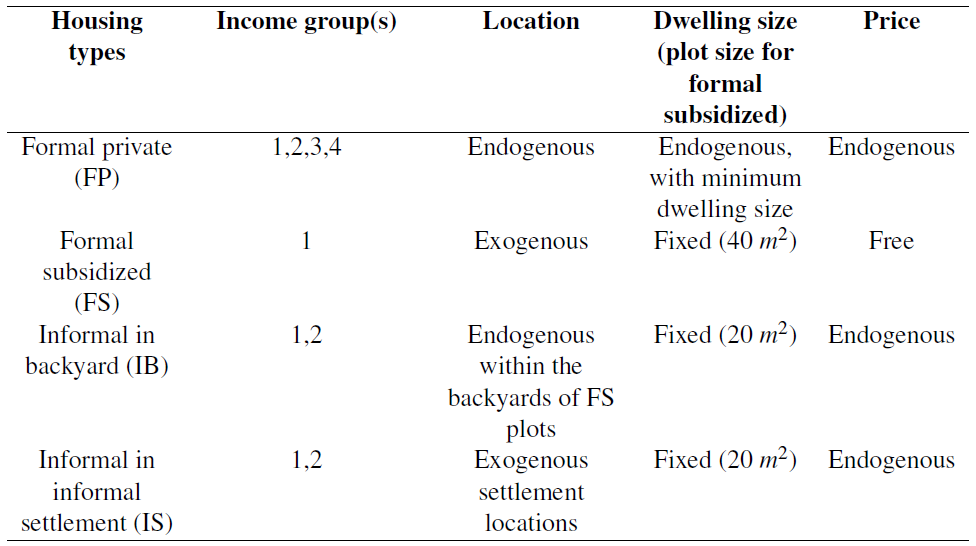 Housing types Income group(s) Location Dwelling size (plot size for formal subsidized) Price
Formal private (FP) 1,2,3,4 Endogenous Endogenous, with minimum dwelling size Endogenous
Formal subsidized (FS) 1 Exogenous Fixed (40 m²) Free
Informal in backyard (IB) 1,2 Endogenous within the backyards of FS plots Fixed (20 m²) Endogenous
Informal in informal settlement (IS) 1,2 Exogenous settlement locations Fixed (20 m²) Endogenous